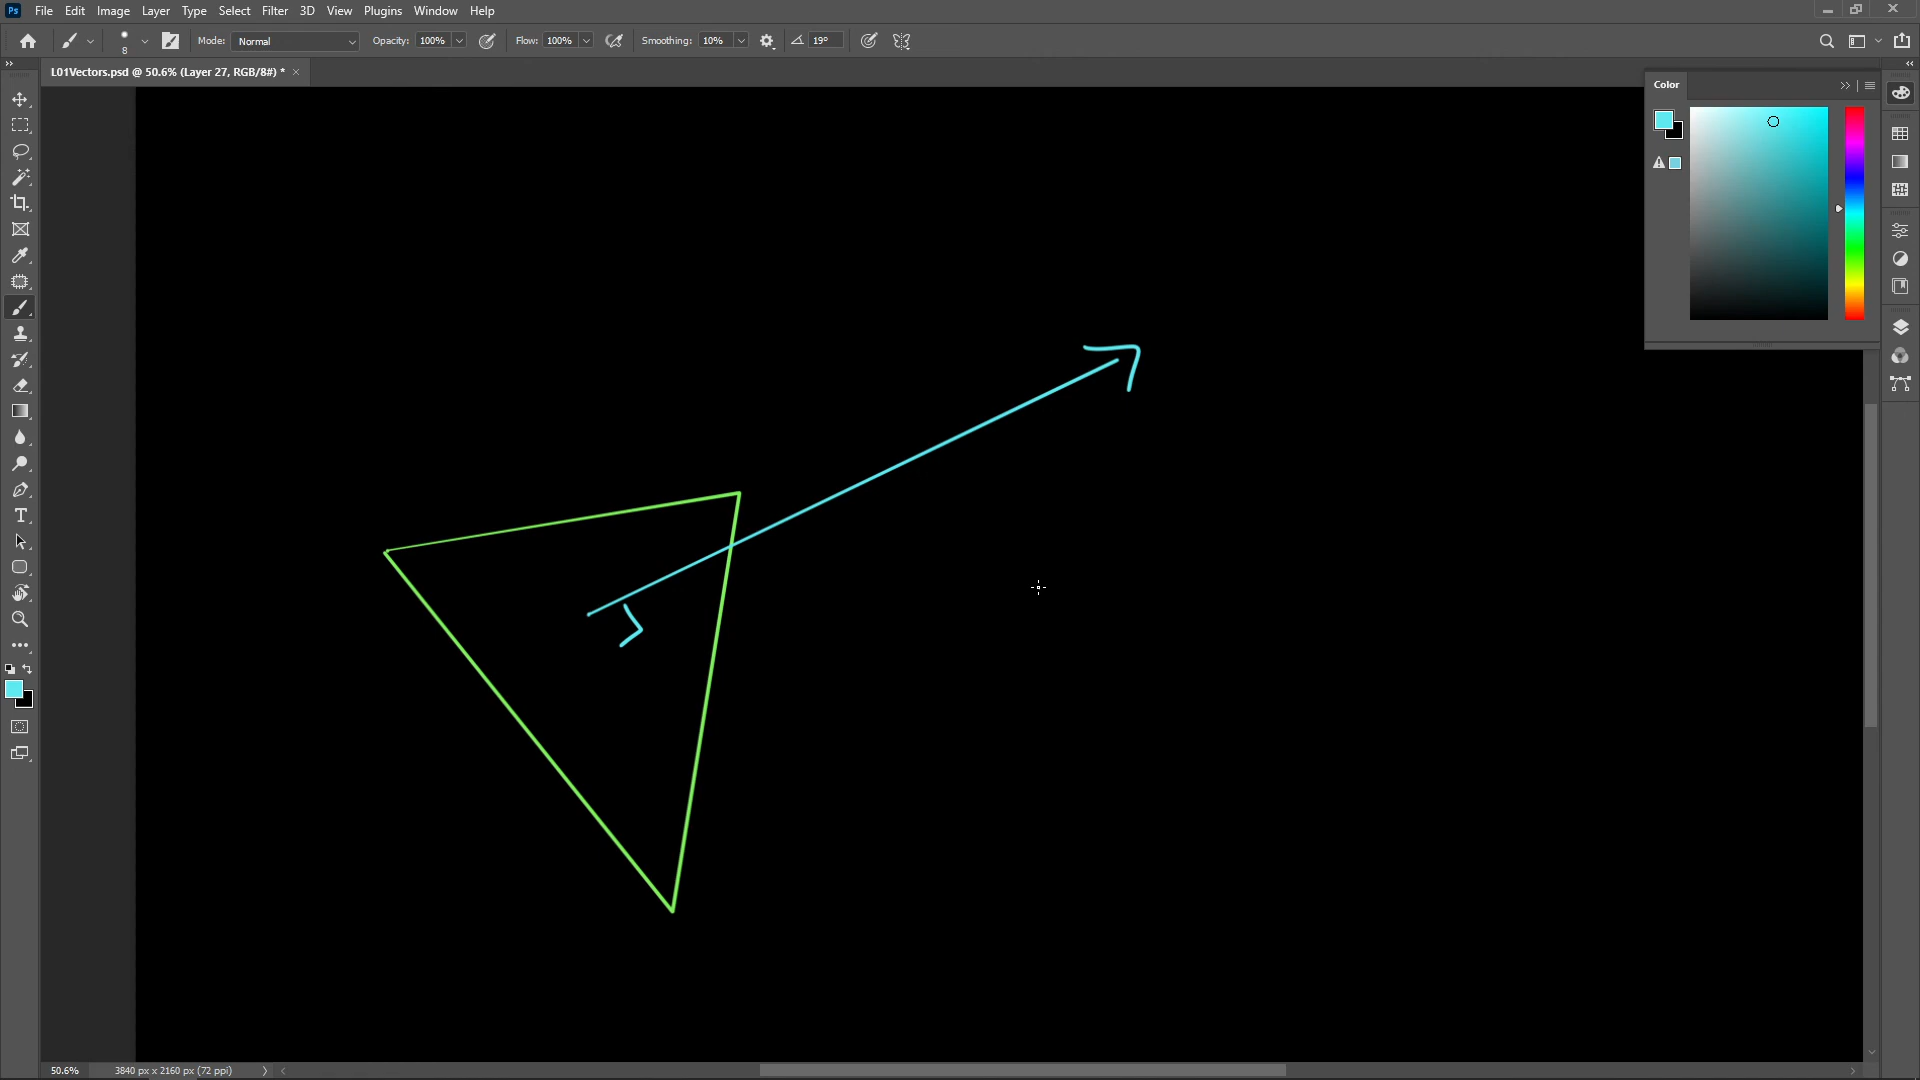 Ps File Edit Image Layer Type Select Filter 3D View Plugins Window Help
8 Mode: Normal Opacity: 100% Flow: 100% Smoothing: 10% 19°
L01Vectors.psd @ 50.6% (Layer 27, RGB/8#) *
Color
50.6% 3840 px x 2160 px (72 ppi)